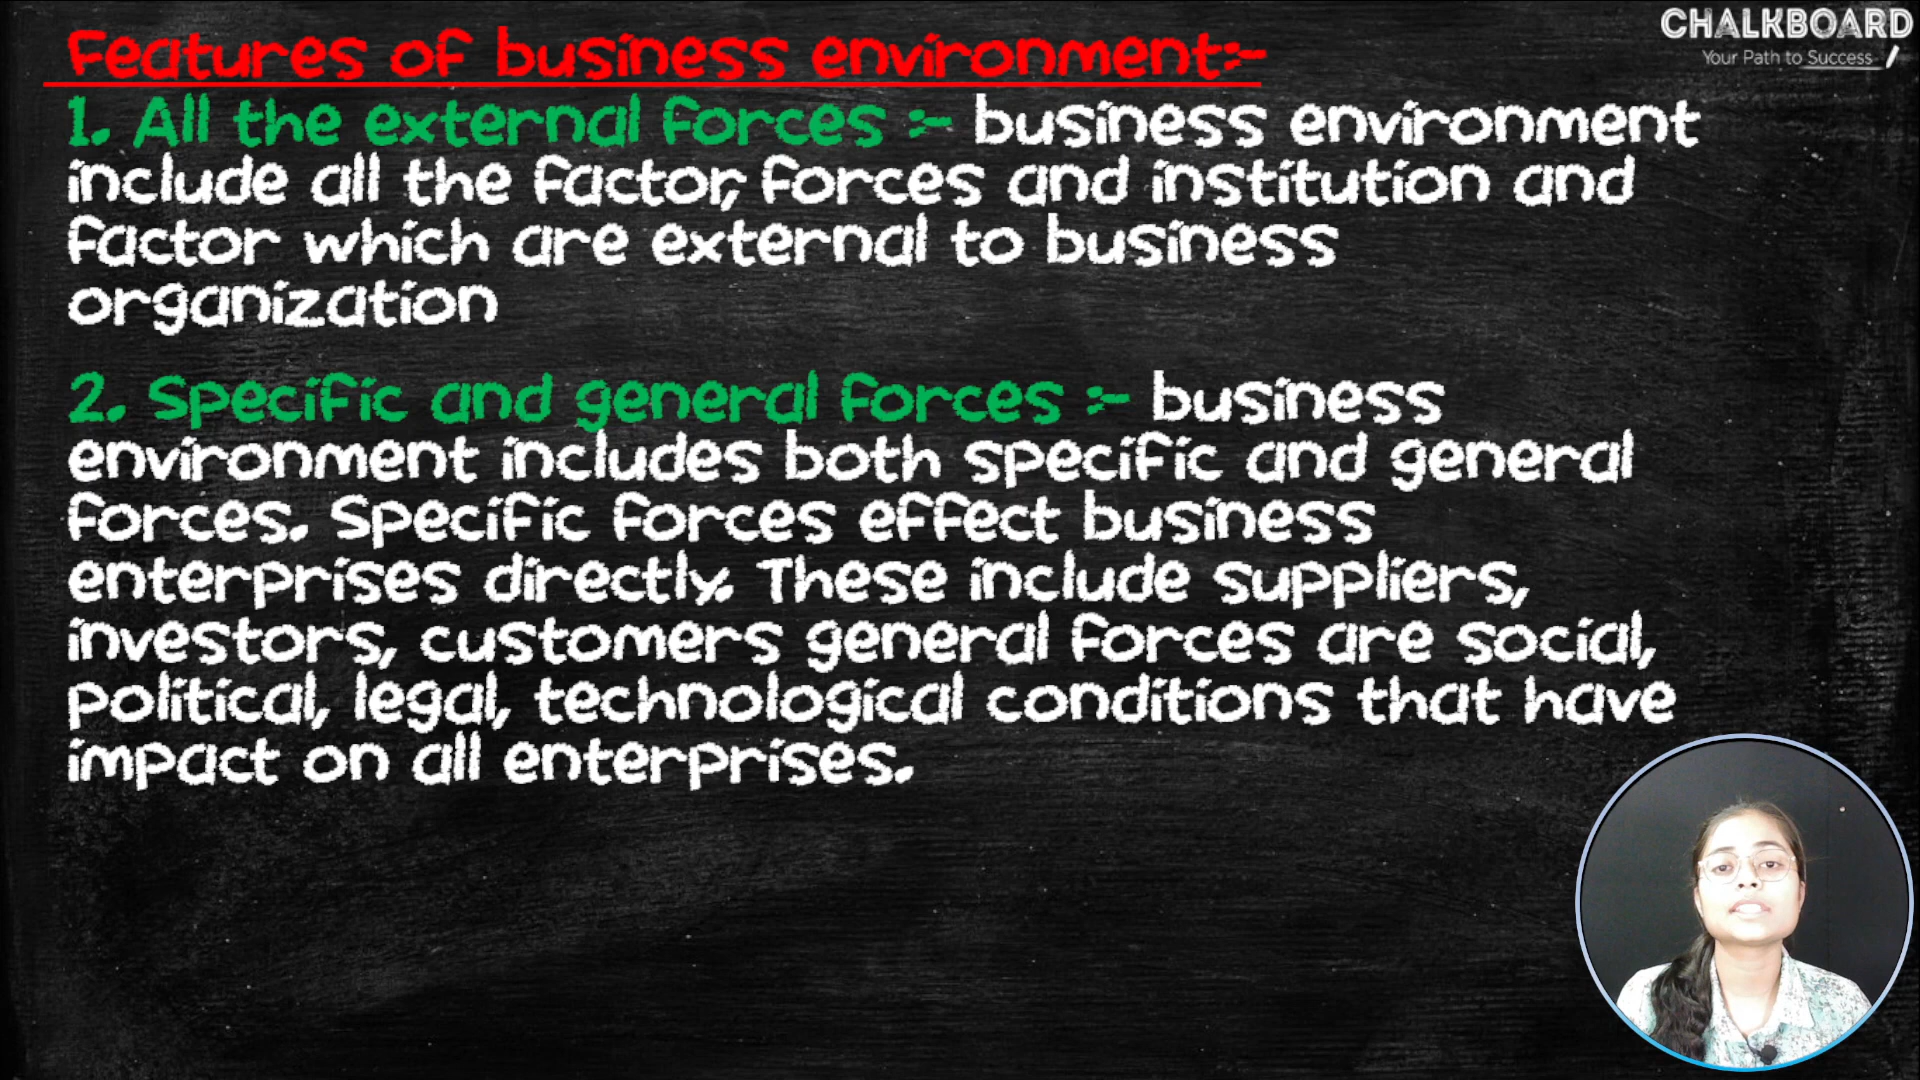 Features of business environment:-
CHALKBOARD
Your Path to Success
1. All the external forces :- business environment
include all the factor, forces and institution and
factor which are external to business
organization
2. Specific and general forces :- business
environment includes both specific and general
forces. Specific forces effect business
enterprises directly. These include suppliers,
investors, customers general forces are social,
political, legal, technological conditions that have
impact on all enterprises.